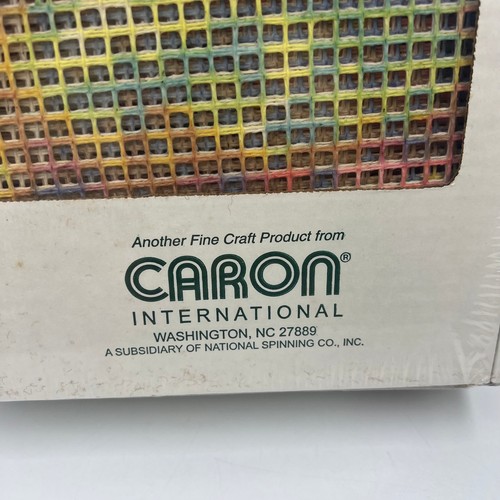 Another Fine Craft Product from
CARON®
INTERNATIONAL
WASHINGTON, NC 27889
A SUBSIDIARY OF NATIONAL SPINNING CO., INC.